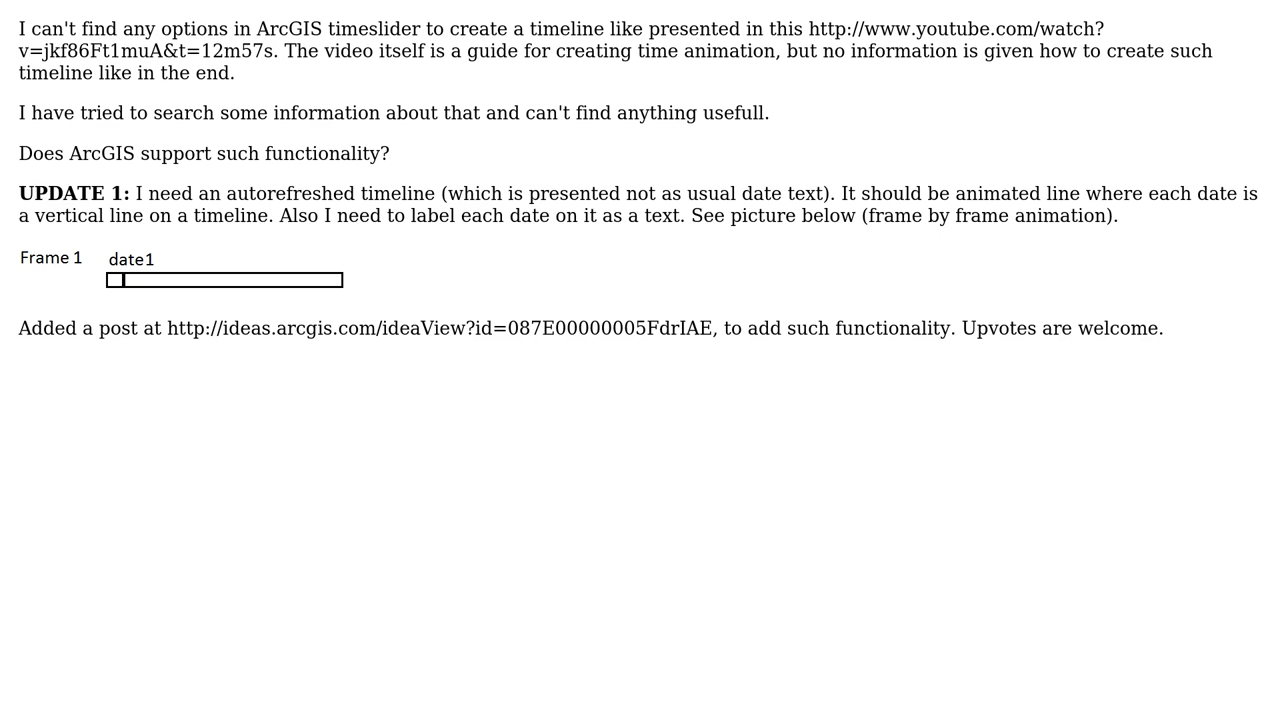 I can't find any options in ArcGIS timeslider to create a timeline like presented in this http://www.youtube.com/watch?
v=jkf86Ft1muA&t=12m57s. The video itself is a guide for creating time animation, but no information is given how to create such
timeline like in the end.
I have tried to search some information about that and can't find anything usefull.
Does ArcGIS support such functionality?
UPDATE 1: I need an autorefreshed timeline (which is presented not as usual date text). It should be animated line where each date is
a vertical line on a timeline. Also I need to label each date on it as a text. See picture below (frame by frame animation).
Frame 1 date1
Added a post at http://ideas.arcgis.com/ideaView?id=087E00000005FdrIAE, to add such functionality. Upvotes are welcome.